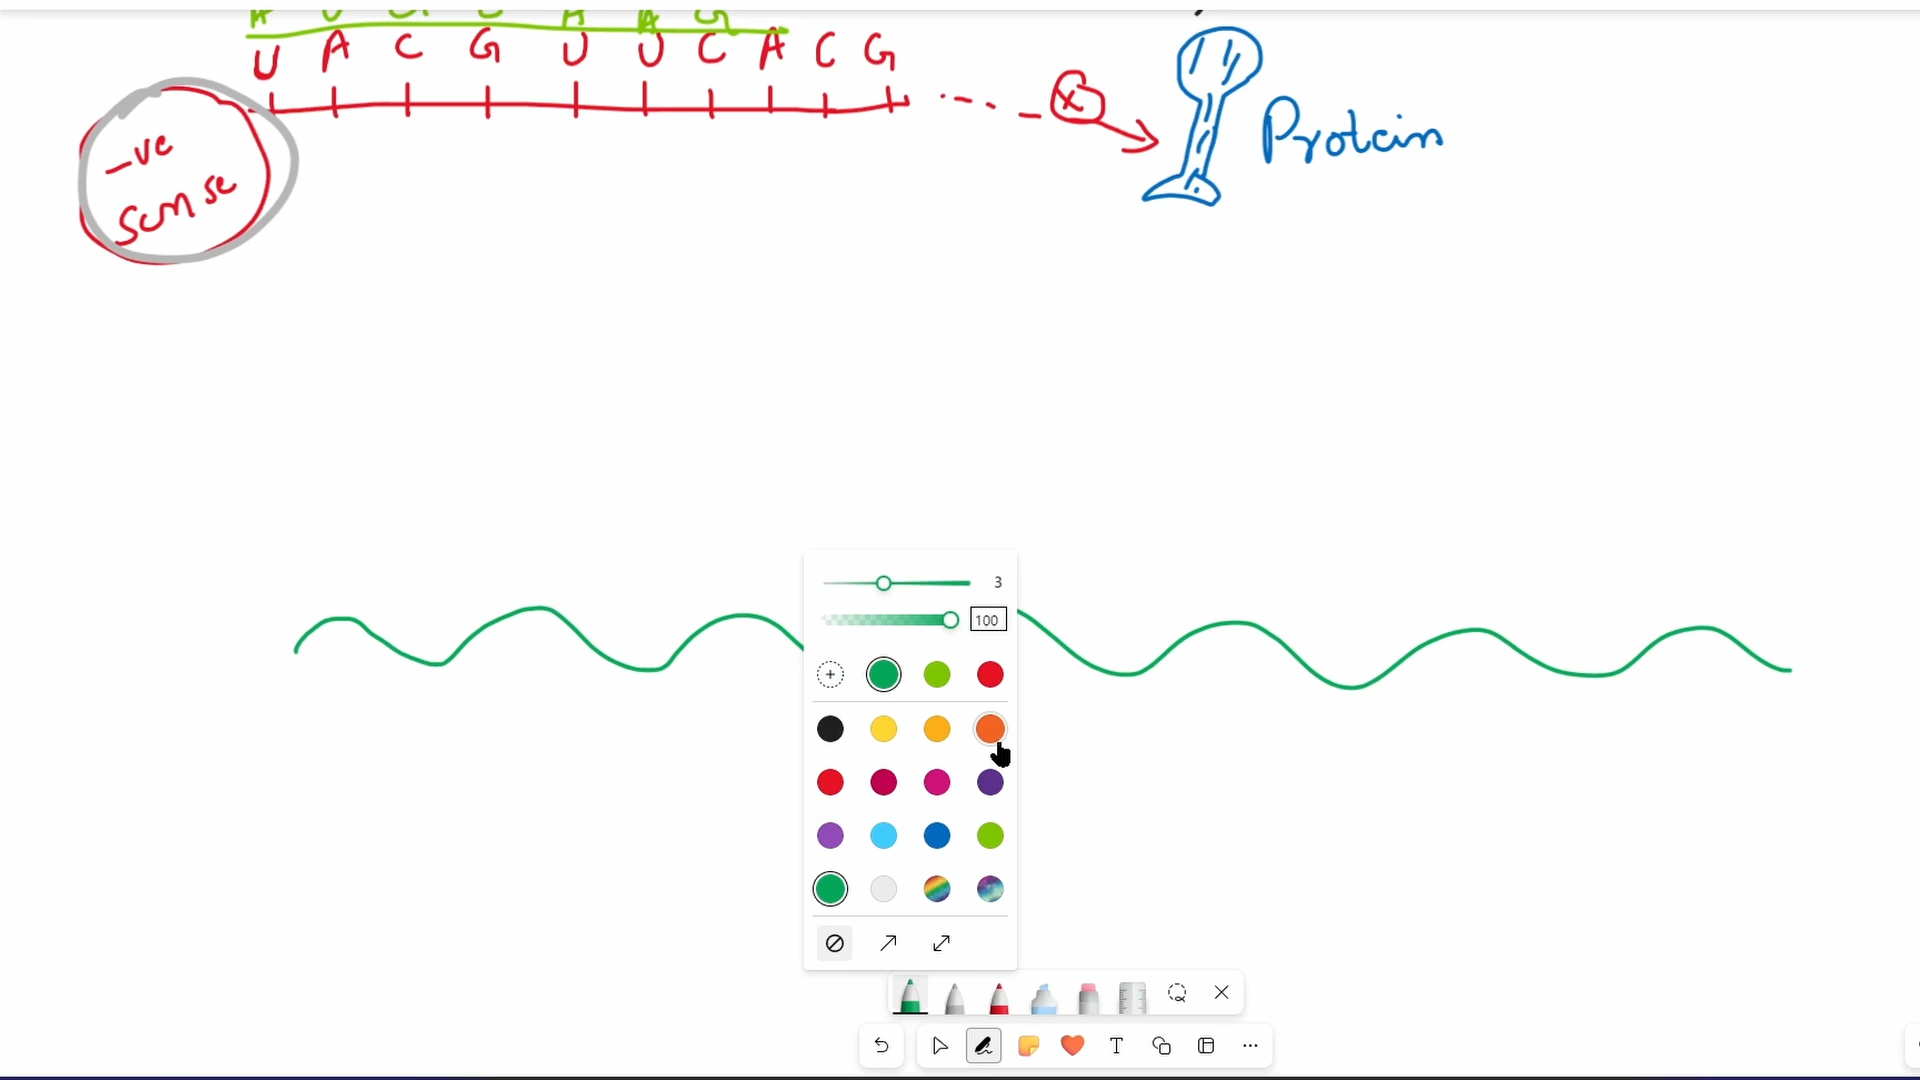 A U G C A A G
U A C G U U C A C G
-ve
sense
x
Protein
3
100
T